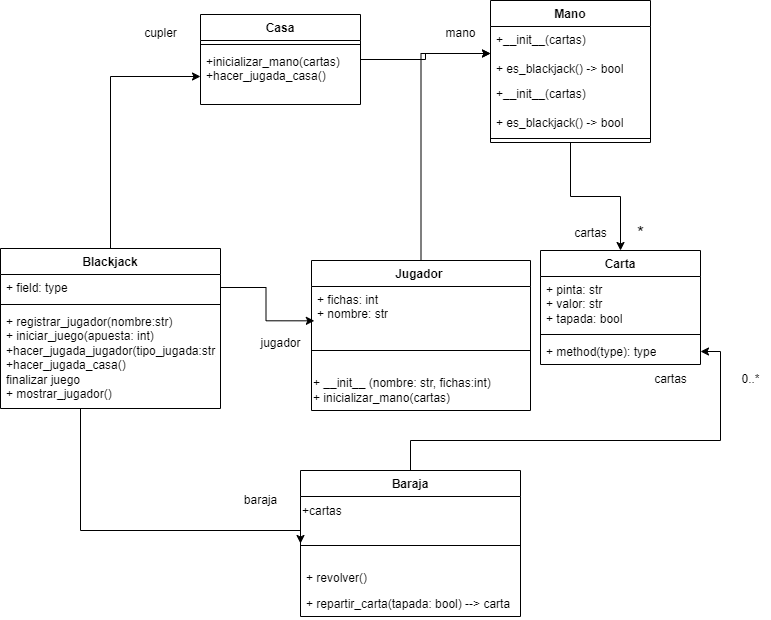 cupler
Casa
+inicializar_mano(cartas)
+hacer_jugada_casa()
mano
Mano
+__init__(cartas)
+ es_blackjack() -> bool
+__init__(cartas)
+ es_blackjack() -> bool
cartas
*
Blackjack
+ field: type
+ registrar_jugador(nombre:str)
+ iniciar_juego(apuesta: int)
+hacer_jugada_jugador(tipo_jugada:str
+hacer_jugada_casa()
finalizar juego
+ mostrar_jugador()
jugador
Jugador
+ fichas: int
+ nombre: str
+ __init__ (nombre: str, fichas:int)
+ inicializar_mano(cartas)
Carta
+ pinta: str
+ valor: str
+ tapada: bool
+ method(type): type
cartas
0..*
baraja
Baraja
+cartas
+ revolver()
+ repartir_carta(tapada: bool) --> carta